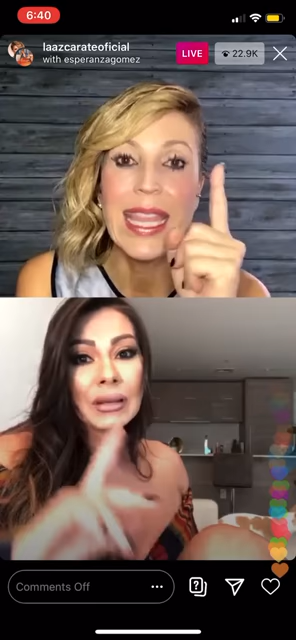 6:40
laazcarateoficial
with esperanzagomez
LIVE
22.9K
Comments Off